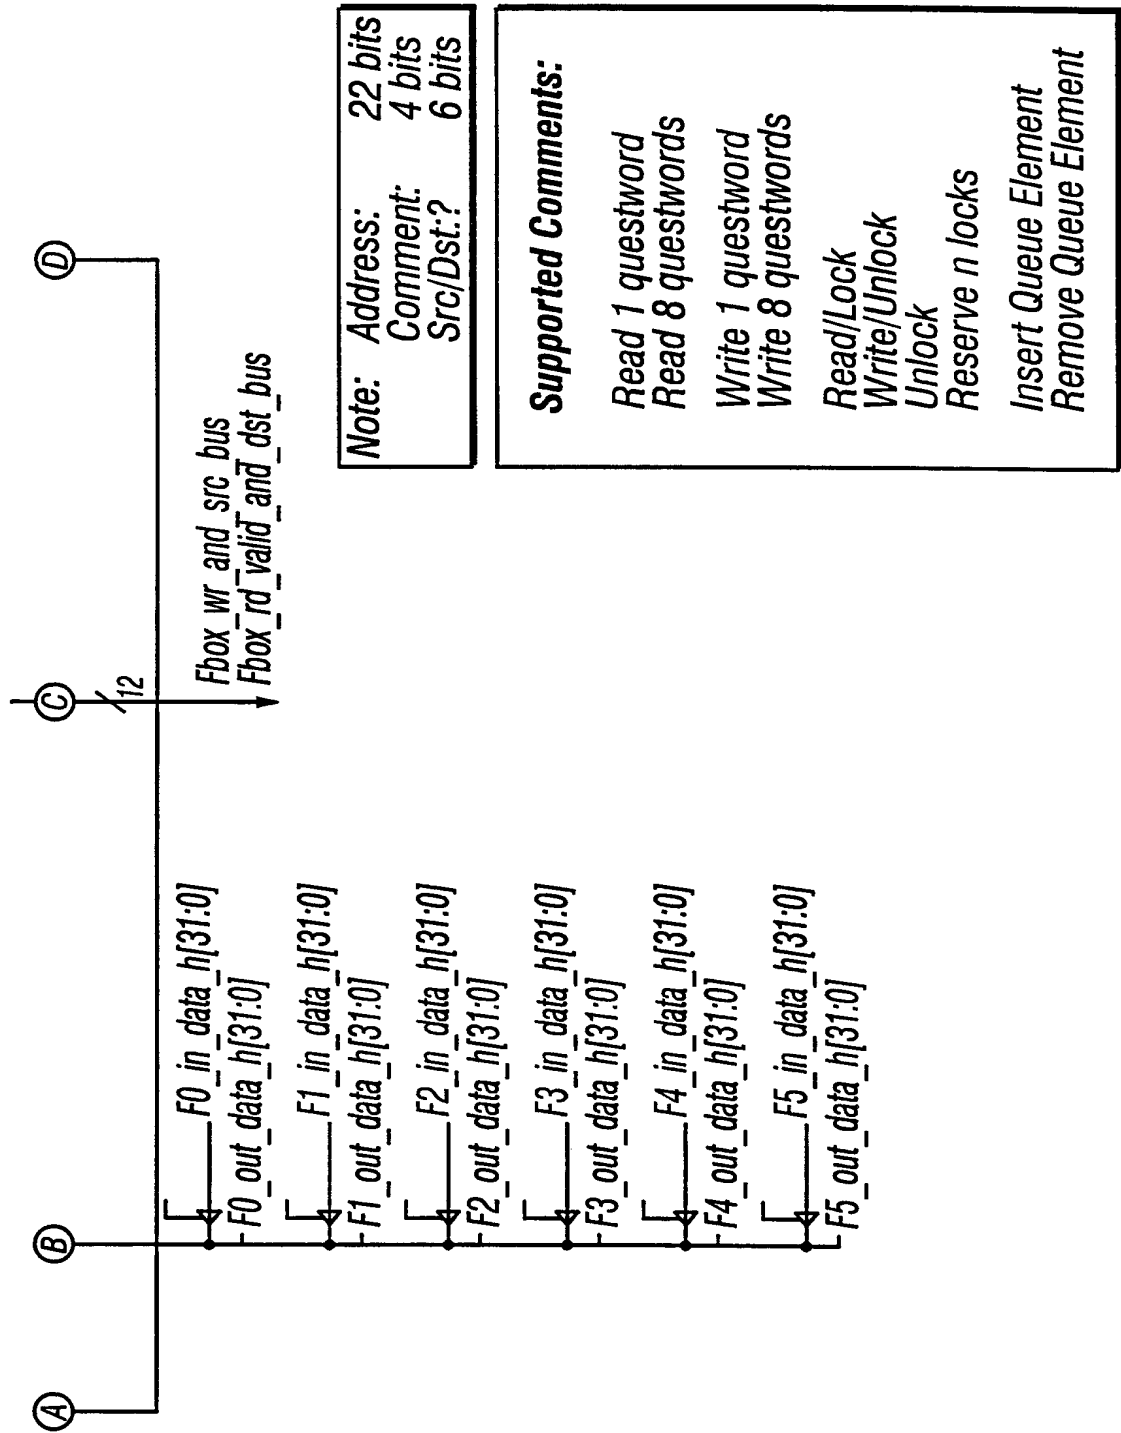 A
B
C
D
12
Fbox_wr_and_src_bus
Fbox_rd_valid_and_dst_bus
F0_in_data_h[31:0]
F0_out_data_h[31:0]
F1_in_data_h[31:0]
F1_out_data_h[31:0]
F2_in_data_h[31:0]
F2_out_data_h[31:0]
F3_in_data_h[31:0]
F3_out_data_h[31:0]
F4_in_data_h[31:0]
F4_out_data_h[31:0]
F5_in_data_h[31:0]
F5_out_data_h[31:0]
Note: Address: 22 bits
Comment: 4 bits
Src/Dst:? 6 bits
Supported Comments:
Read 1 questword
Read 8 questwords
Write 1 questword
Write 8 questwords
Read/Lock
Write/Unlock
Unlock
Reserve n locks
Insert Queue Element
Remove Queue Element